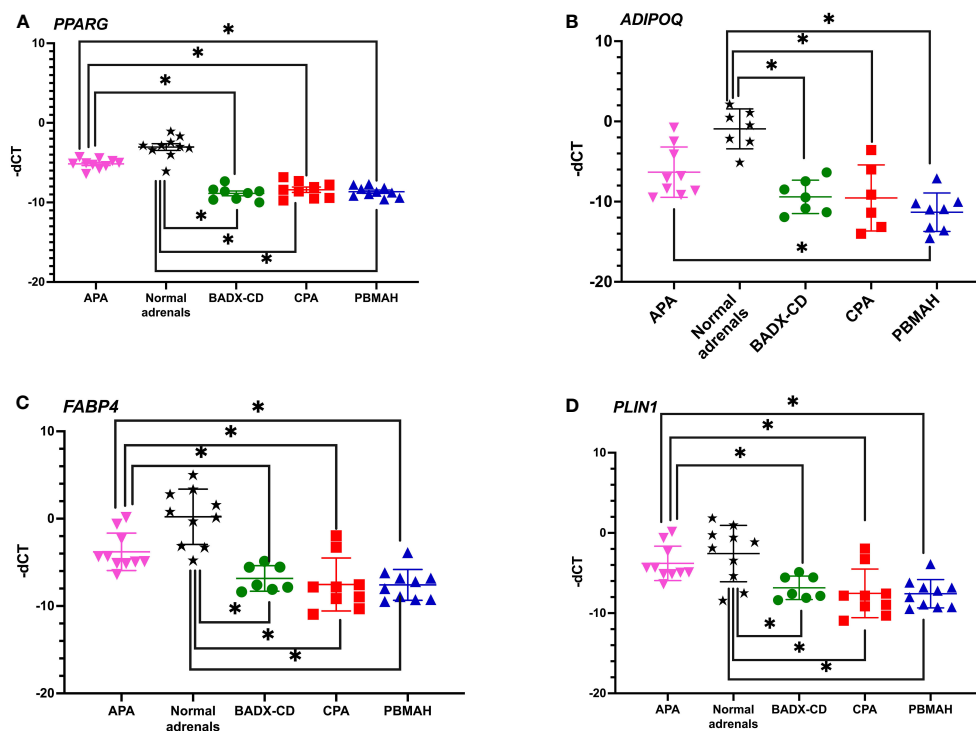 A
PPARG
*
*
*
10
0
-10
-20
-dCT
*
*
*
APA
Normal
adrenals
BADX-CD
CPA
PBMAH
B
ADIPOQ
*
*
*
10
0
-10
-20
-dCT
*
APA
Normal
adrenals
BADX-CD
CPA
PBMAH
C
FABP4
*
*
*
10
0
-10
-20
-dCT
*
*
*
APA
Normal
adrenals
BADX-CD
CPA
PBMAH
D
PLIN1
*
*
*
10
0
-10
-20
-dCT
*
*
*
APA
Normal
adrenals
BADX-CD
CPA
PBMAH